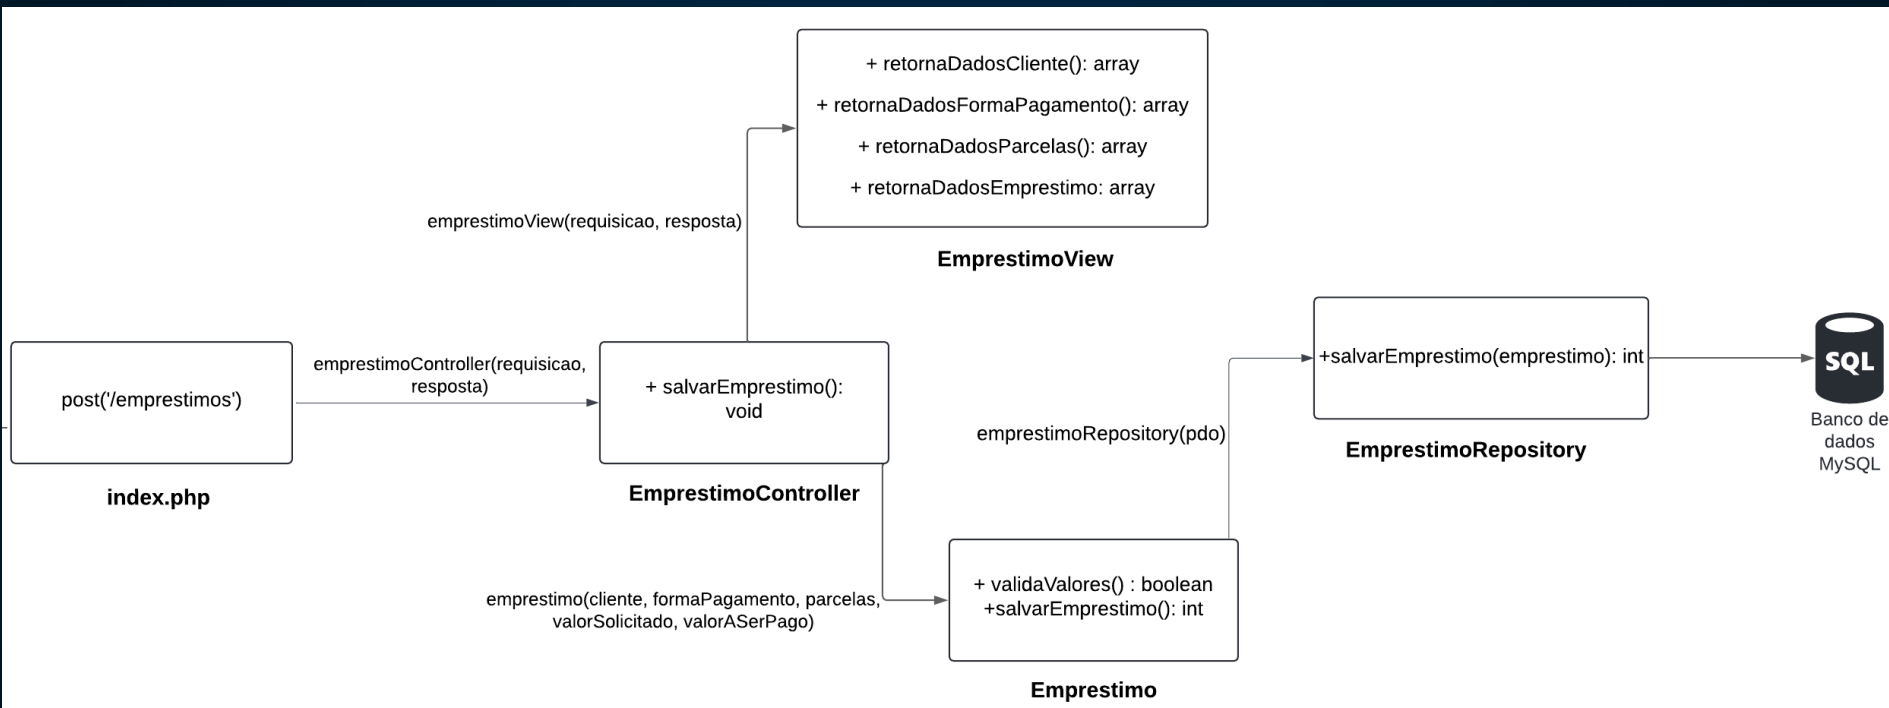 + retornaDadosCliente(): array
+ retornaDadosFormaPagamento(): array
+ retornaDadosParcelas(): array
+ retornaDadosEmprestimo: array
EmprestimoView
emprestimoView(requisicao, resposta)
post('/emprestimos')
index.php
emprestimoController(requisicao,
resposta)
+ salvarEmprestimo():
void
EmprestimoController
emprestimo(cliente, formaPagamento, parcelas,
valorSolicitado, valorASerPago)
+ validaValores() : boolean
+salvarEmprestimo(): int
Emprestimo
emprestimoRepository(pdo)
+salvarEmprestimo(emprestimo): int
EmprestimoRepository
SQL
Banco de
dados
MySQL